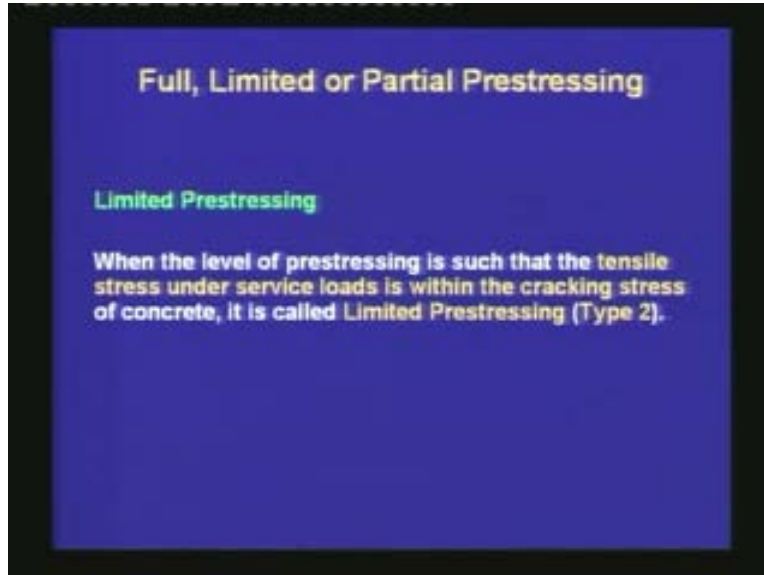 Full, Limited or Partial Prestressing
Limited Prestressing
When the level of prestressing is such that the tensile
stress under service loads is within the cracking stress
of concrete, it is called Limited Prestressing (Type 2).